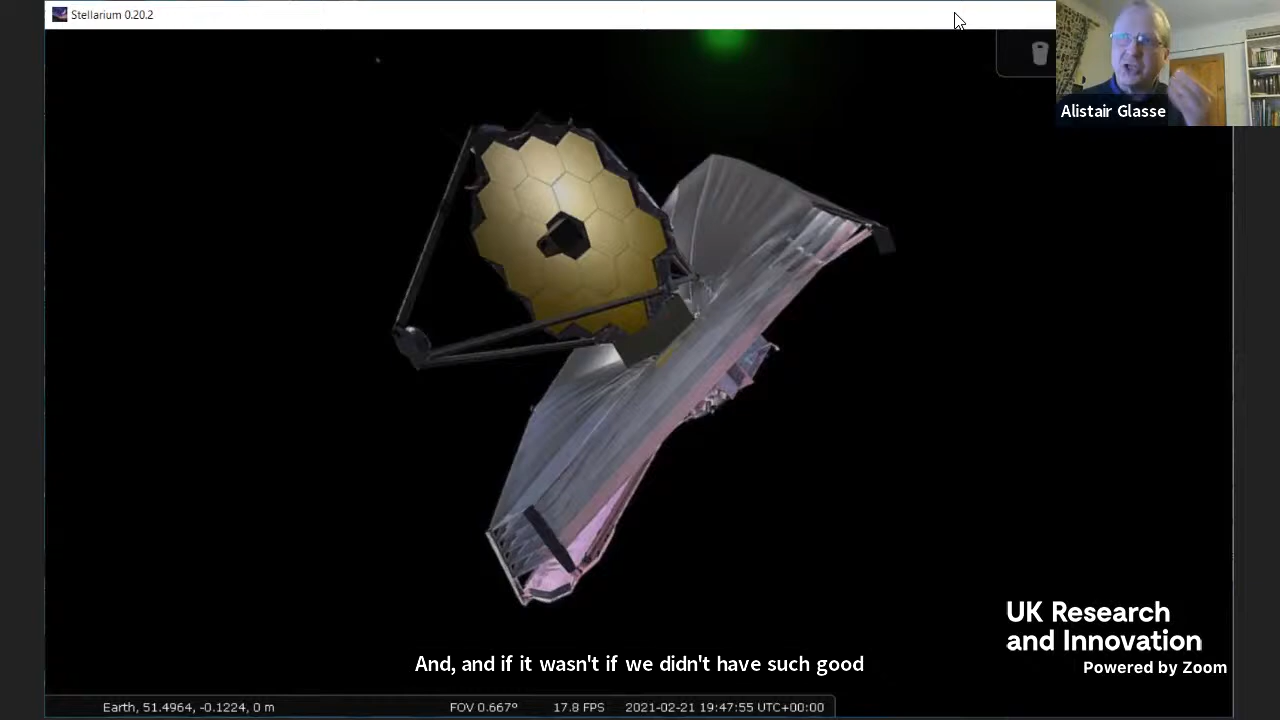 Stellarium 0.20.2
Alistair Glasse
UK Research
and Innovation
Powered by Zoom
And, and if it wasn't if we didn't have such good
Earth, 51.4964, -0.1224, 0 m FOV 0.667° 17.8 FPS 2021-02-21 19:47:55 UTC+00:00